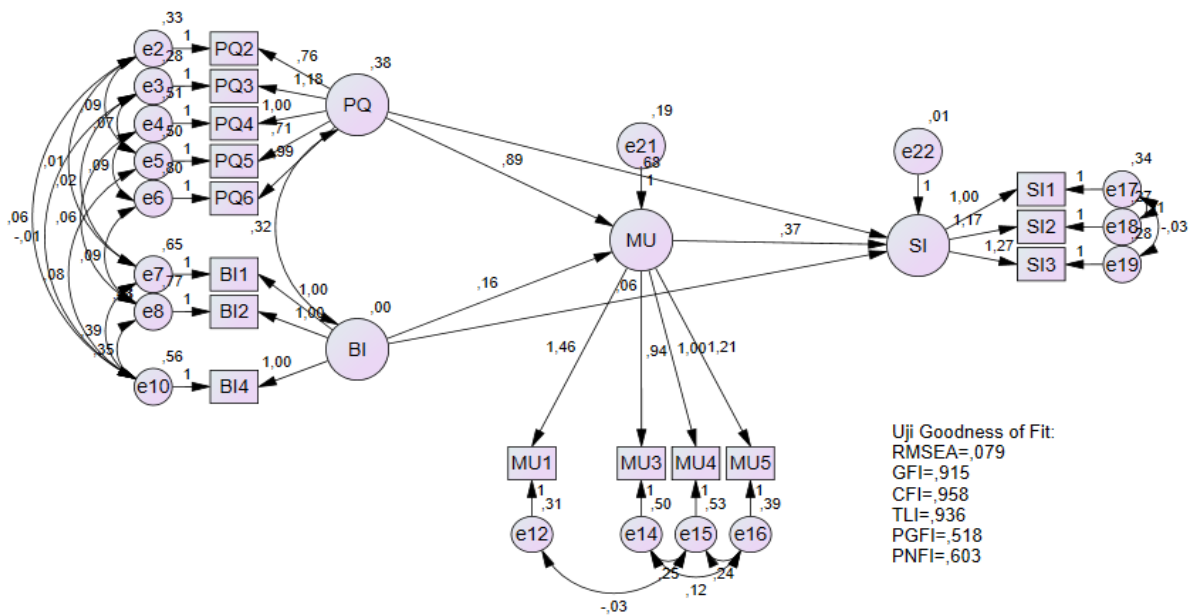 ,33
e2 1 PQ2
,28
,76
,38
e3 1 PQ3
,51
1,18
PQ
e4 1 PQ4
,50
1,00
,09
,07
,71
e5 1 PQ5
,80
,99
e6 1 PQ6
,01
,09
,02
,06
-,01
,06
,09
,08
,32
,65
e7 1 BI1
,77
1,00
e8 1 BI2
1,00
,00
BI
,39
,35
,56
e10 1 BI4
1,00
,19
e21
,68
1
,89
MU
,16
,37
,06
,01
e22
1
SI
1,00
1,17
1,27
,34
SI1 1 e17
SI2 1 e18
,28
SI3 1 e19
-,03
1,46
,94
1,00
1,21
MU1
MU3
MU4
MU5
1
,31
1
,50
1
,53
1
,39
e12
e14
e15
e16
,25
,24
,12
-,03
Uji Goodness of Fit:
RMSEA=,079
GFI=,915
CFI=,958
TLI=,936
PGFI=,518
PNFI=,603